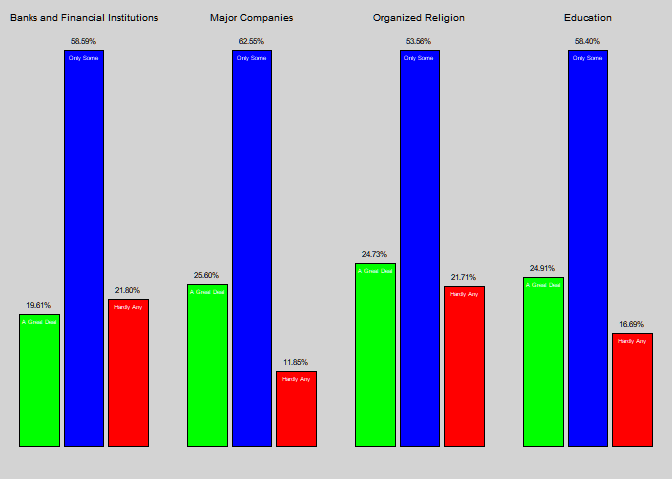 Banks and Financial Institutions
Major Companies
Organized Religion
Education
58.59%
62.55%
53.56%
58.40%
Only Some
Only Some
Only Some
Only Some
24.73%
24.91%
A Great Deal
25.60%
21.71%
A Great Deal
21.80%
A Great Deal
Hardly Any
Hardly Any
19.61%
A Great Deal
16.69%
Hardly Any
11.85%
Hardly Any